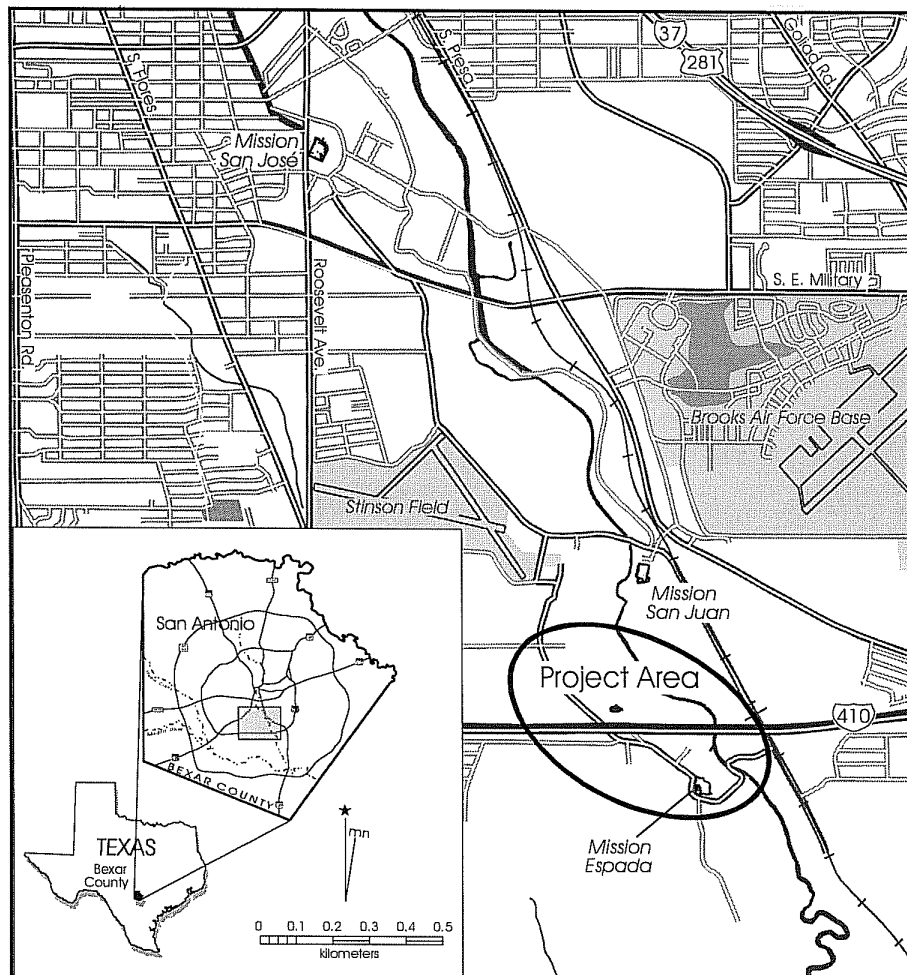 S. Flores
S. Presa
37
281
Goliad Rd.
Mission
San José
Pleasanton Rd.
Roosevelt Ave.
S. E. Military
Brooks Air Force Base
Stinson Field
Mission
San Juan
Project Area
410
Mission
Espada
San Antonio
BEXAR COUNTY
TEXAS
Bexar
County
mn
0 0.1 0.2 0.3 0.4 0.5
kilometers